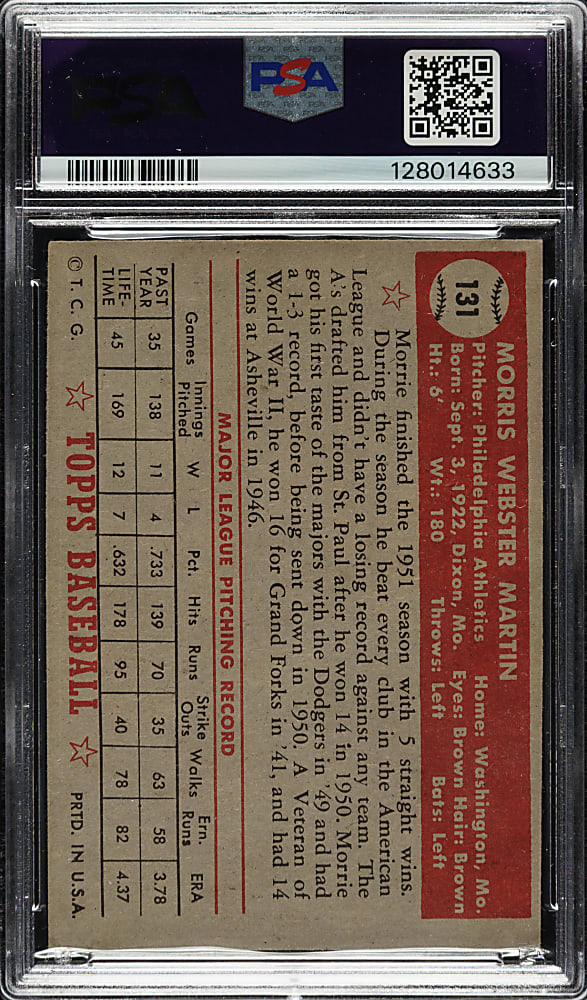 PSA
PSA
128014633
131
MORRIS WEBSTER MARTIN
Pitcher: Philadelphia Athletics Home: Washington, Mo.
Born: Sept. 3, 1922, Dixon, Mo. Eyes: Brown Hair: Brown
Ht.: 6' Wt.: 180 Throws: Left Bats: Left
Morrie finished the 1951 season with 5 straight wins.
During the season he beat every club in the American
League and didn't have a losing record against any team. The
A's drafted him from St. Paul after he won 14 in 1950. Morrie
got his first taste of the majors with the Dodgers in '49 and had
a 1-3 record, before being sent down in 1950. A Veteran of
World War II, he won 16 for Grand Forks in '41, and had 14
wins at Asheville in 1946.
MAJOR LEAGUE PITCHING RECORD
Games Innings Pitched W L Pct. Hits Runs Strike Outs Walks Ern. Runs ERA
PAST YEAR 35 138 11 4 .733 139 70 35 63 58 3.78
LIFE-TIME 45 169 12 7 .632 178 95 40 78 82 4.37
© T. C. G. TOPPS BASEBALL PRTD. IN U.S.A.